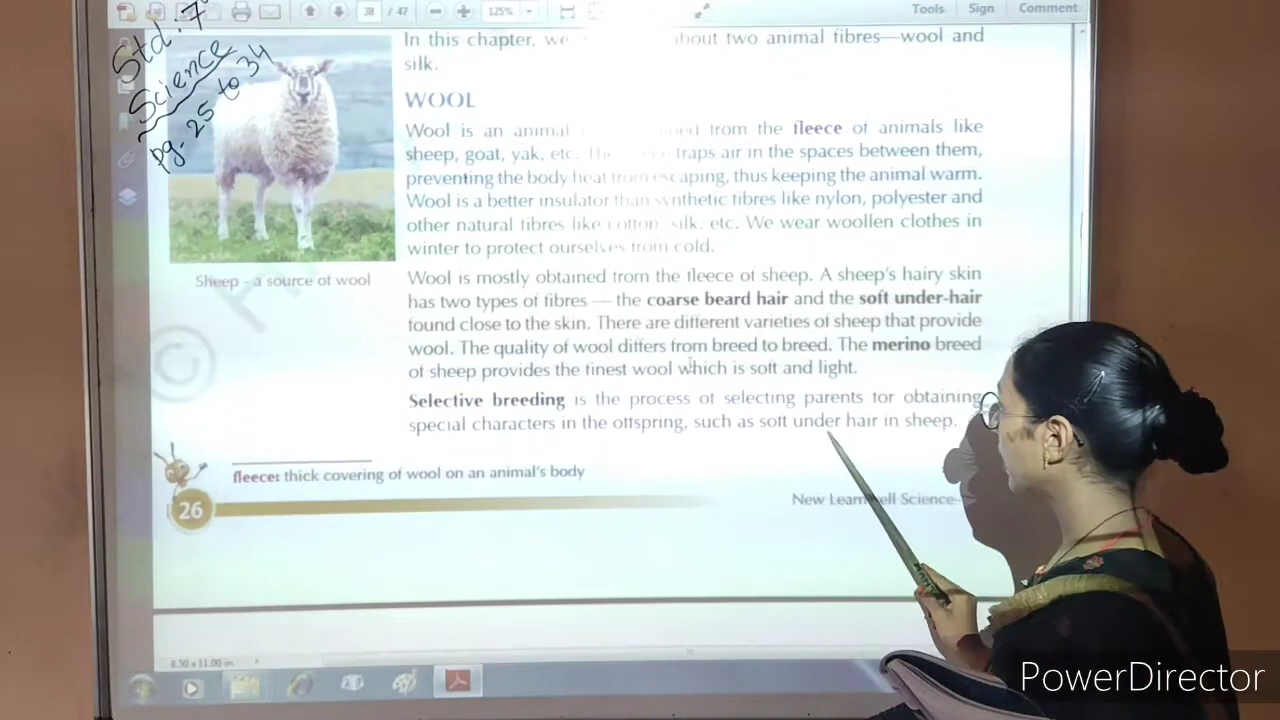 38 / 47
125%
Tools Sign Comment
Std. 7
Science
pg. 25 to 34
In this chapter, we about two animal fibres—wool and
silk.
WOOL
Wool is an animal from the fleece of animals like
sheep, goat, yak, etc. traps air in the spaces between them,
preventing the body heat from escaping, thus keeping the animal warm.
Wool is a better insulator than synthetic fibres like nylon, polyester and
other natural fibres like cotton, silk, etc. We wear woollen clothes in
winter to protect ourselves from cold.
Sheep - a source of wool
Wool is mostly obtained from the fleece of sheep. A sheep's hairy skin
has two types of fibres — the coarse beard hair and the soft under-hair
found close to the skin. There are different varieties of sheep that provide
wool. The quality of wool differs from breed to breed. The merino breed
of sheep provides the finest wool which is soft and light.
Selective breeding is the process of selecting parents for obtaining
special characters in the offspring, such as soft under hair in sheep.
fleece: thick covering of wool on an animal's body
26
New Science-
8.50 x 11.00 in
PowerDirector